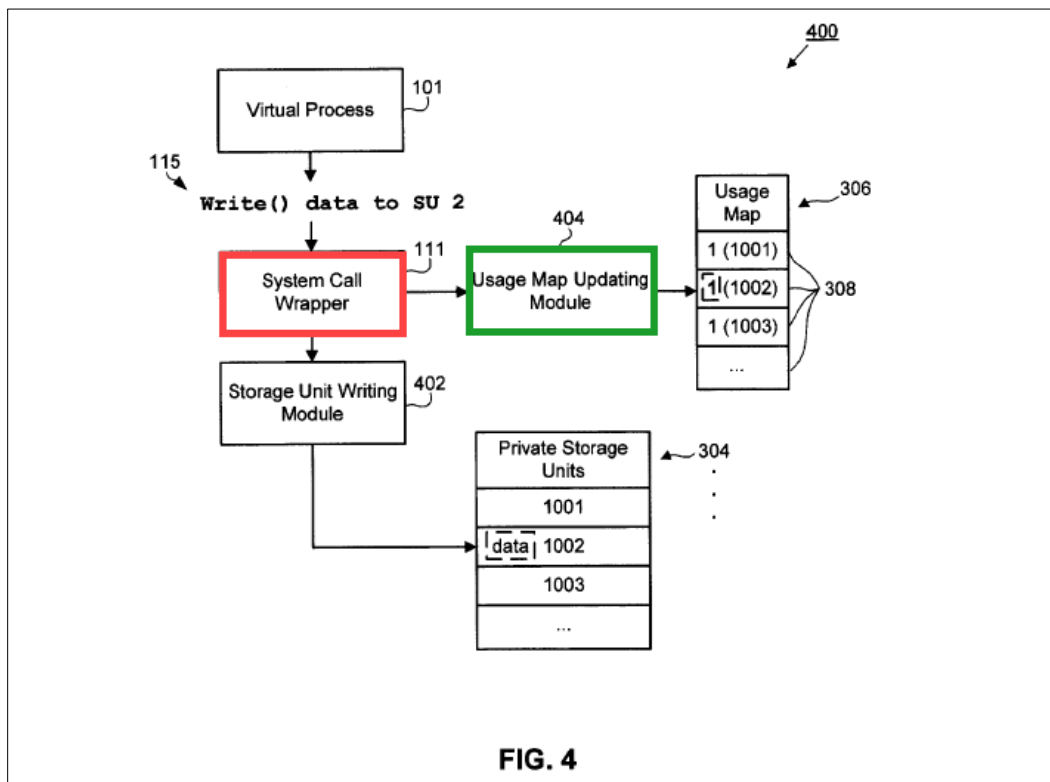 400
Virtual Process
101
115
Write() data to SU 2
System Call
Wrapper
111
404
Usage Map Updating
Module
Usage
Map
306
1 (1001)
1 (1002)
308
1 (1003)
...
Storage Unit Writing
Module
402
Private Storage
Units
304
1001
data 1002
1003
...
FIG. 4